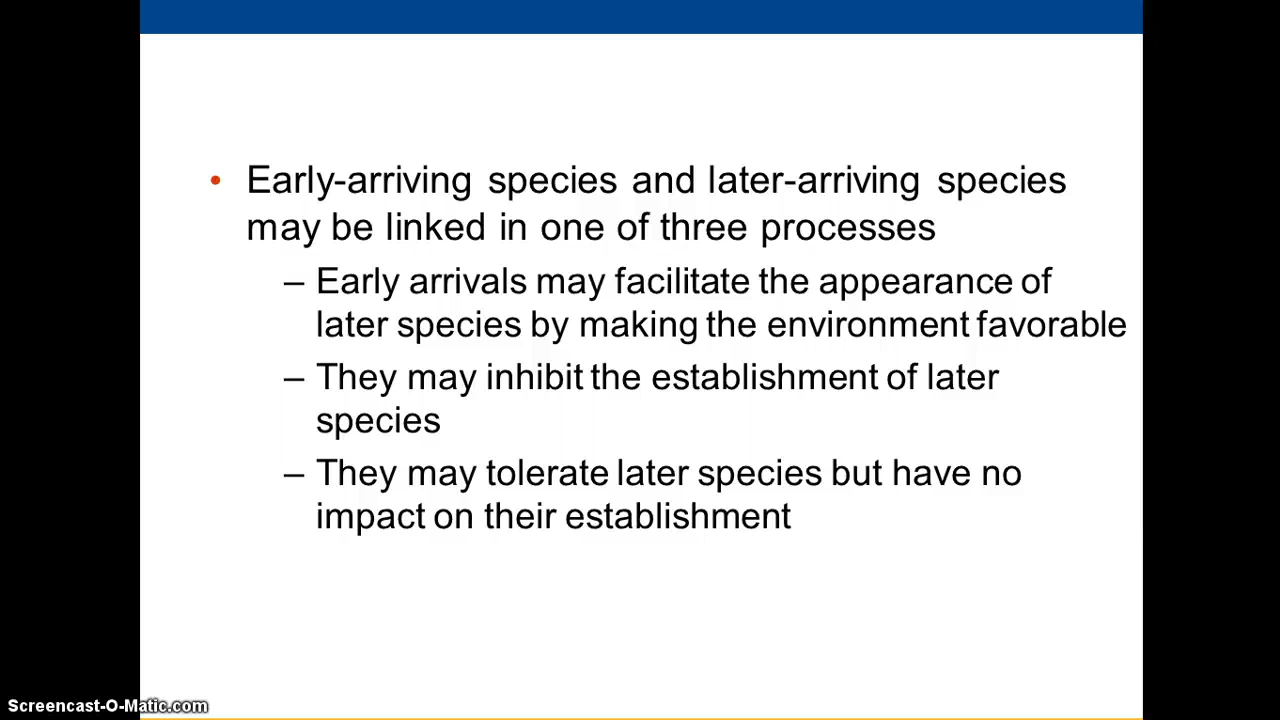 • Early-arriving species and later-arriving species
may be linked in one of three processes
– Early arrivals may facilitate the appearance of
later species by making the environment favorable
– They may inhibit the establishment of later
species
– They may tolerate later species but have no
impact on their establishment
Screencast-O-Matic.com